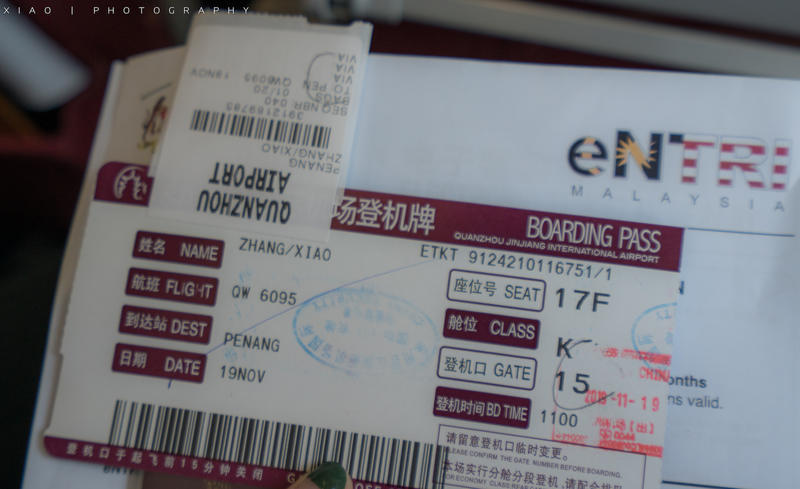 XIAO | PHOTOGRAPHY
eNTRI
MALAYSIA
VIA
VIA
VIA
TO PEN QW6095 19NOV
BAGS 01/20
SEQ NBR 040
3912189785
ZHANG/XIAO
PENANG
QUANZHOU
AIRPORT
场登机牌
BOARDING PASS
QUANZHOU JINJIANG INTERNATIONAL AIRPORT
姓名 NAME ZHANG/XIAO
ETKT 9124210116751/1
航班 FLIGHT QW 6095
座位号 SEAT 17F
到达站 DEST PENANG
舱位 CLASS K
日期 DATE 19NOV
登机口 GATE 15
登机时间 BD TIME 1100
CHINA
2019-11-19
onths
ns valid.
请留意登机口临时变更。
PLEASE CONFIRM THE GATE NUMBER BEFORE BOARDING.
本场实行分舱分段登机,请配合
登机口于起飞前15分钟关闭